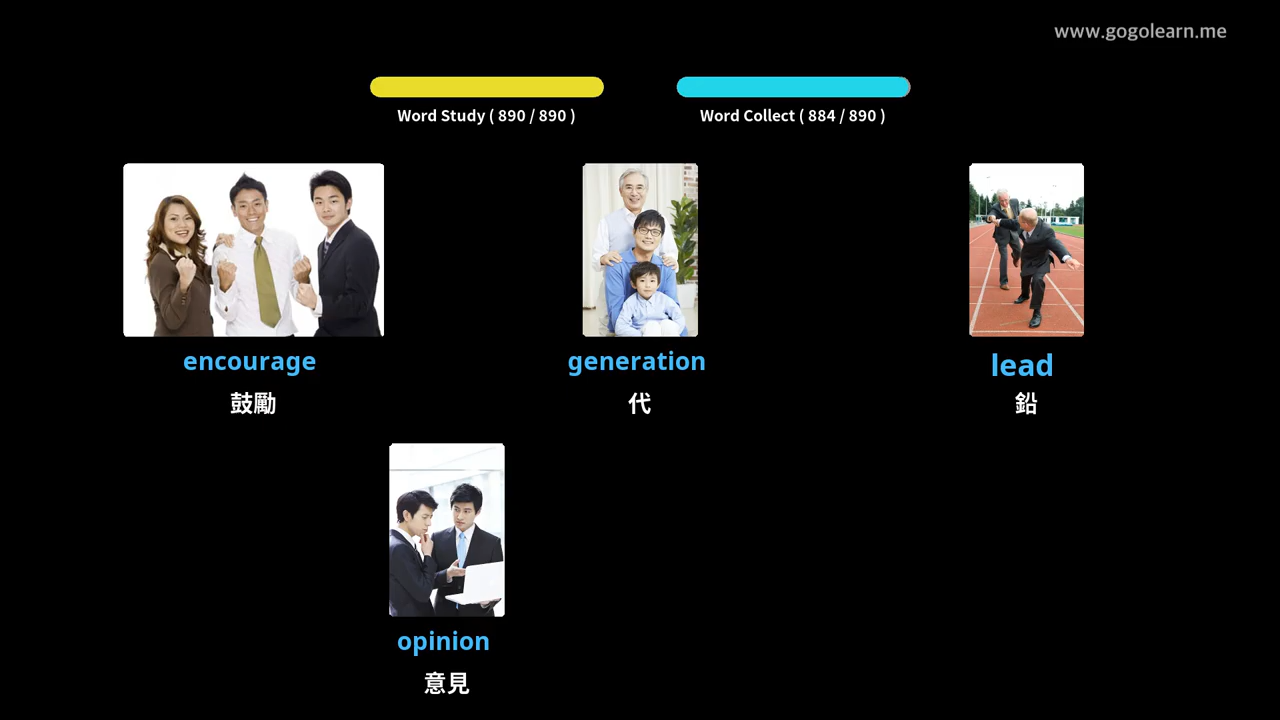 www.gogolearn.me
Word Study ( 890 / 890 )
Word Collect ( 884 / 890 )
encourage
鼓勵
generation
代
lead
鉛
opinion
意見